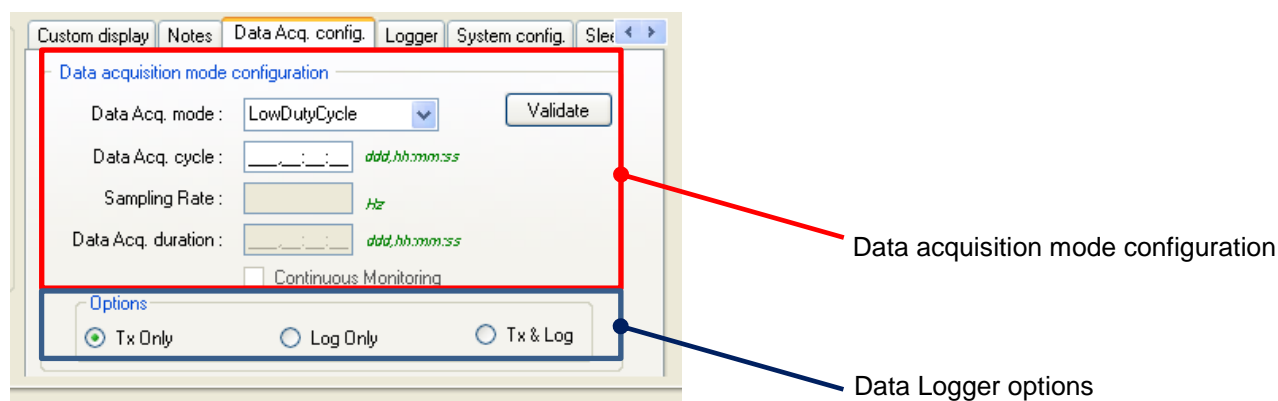 Custom display Notes Data Acq. config. Logger System config. Slee
Data acquisition mode configuration
Data Acq. mode : LowDutyCycle Validate
Data Acq. cycle : ___,__:__:__ ddd,hh:mm:ss
Sampling Rate : Hz
Data Acq. duration : ___,__:__:__ ddd,hh:mm:ss
Continuous Monitoring
Options
Tx Only Log Only Tx & Log
Data acquisition mode configuration
Data Logger options